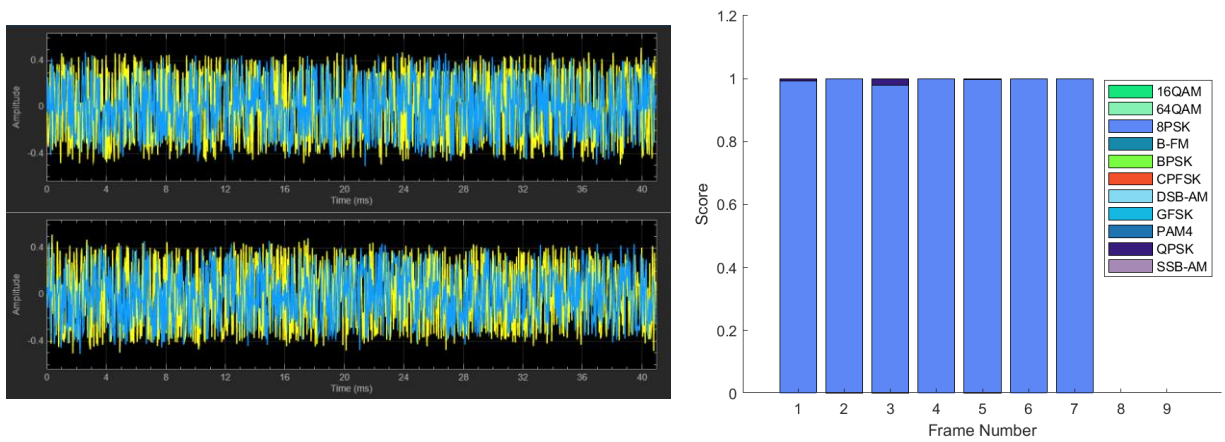 0.4
0
-0.4
Amplitude
0 4 8 12 16 20 24 28 32 36 40
Time (ms)
0.4
0
-0.4
Amplitude
0 4 8 12 16 20 24 28 32 36 40
Time (ms)
1.2
1
0.8
0.6
0.4
0.2
0
Score
1 2 3 4 5 6 7 8 9
Frame Number
16QAM
64QAM
8PSK
B-FM
BPSK
CPFSK
DSB-AM
GFSK
PAM4
QPSK
SSB-AM